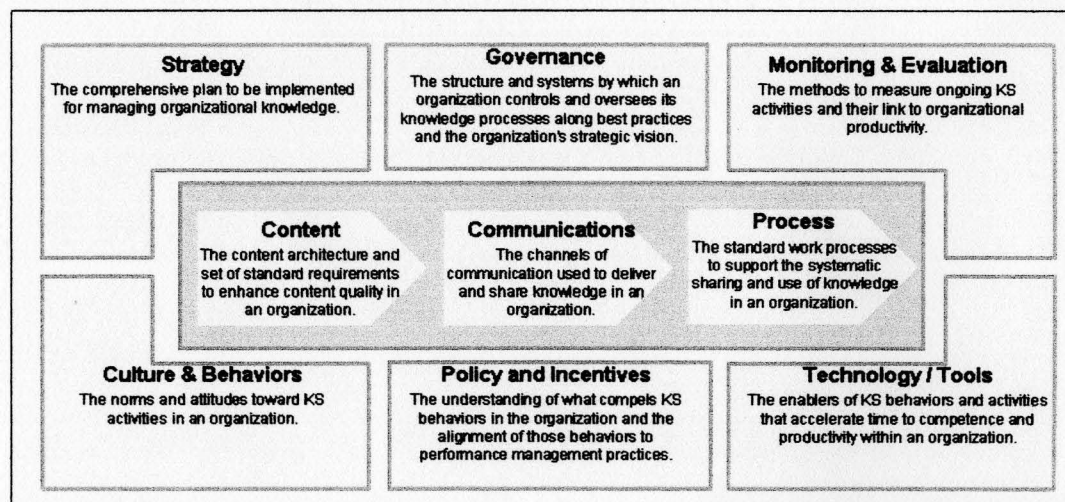 Strategy
The comprehensive plan to be implemented
for managing organizational knowledge.
Governance
The structure and systems by which an
organization controls and oversees its
knowledge processes along best practices
and the organization's strategic vision.
Monitoring & Evaluation
The methods to measure ongoing KS
activities and their link to organizational
productivity.
Content
The content architecture and
set of standard requirements
to enhance content quality in
an organization.
Communications
The channels of
communication used to deliver
and share knowledge in an
organization.
Process
The standard work processes
to support the systematic
sharing and use of knowledge
in an organization.
Culture & Behaviors
The norms and attitudes toward KS
activities in an organization.
Policy and Incentives
The understanding of what compels KS
behaviors in the organization and the
alignment of those behaviors to
performance management practices.
Technology / Tools
The enablers of KS behaviors and activities
that accelerate time to competence and
productivity within an organization.